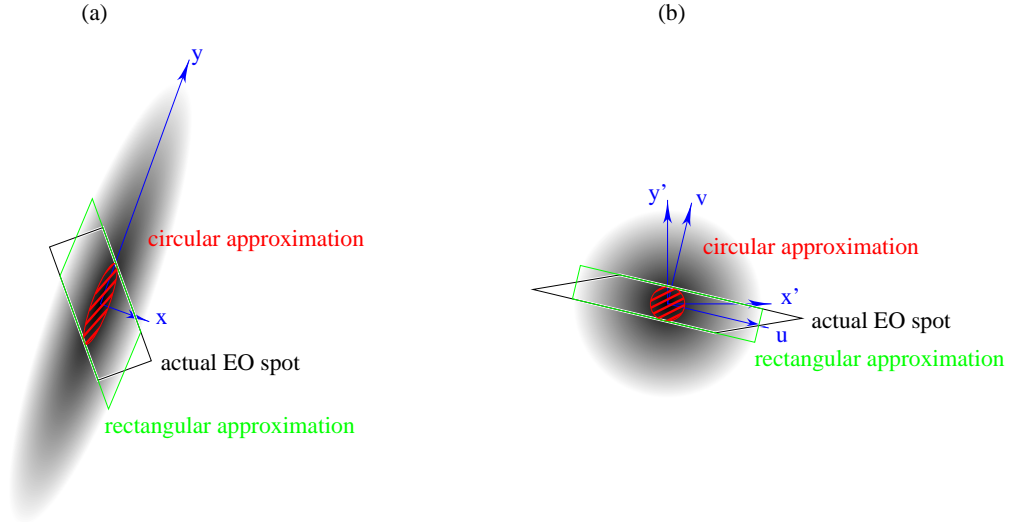 (a)
(b)
y
circular approximation
x
actual EO spot
rectangular approximation
y’
v
circular approximation
x’
actual EO spot
u
rectangular approximation